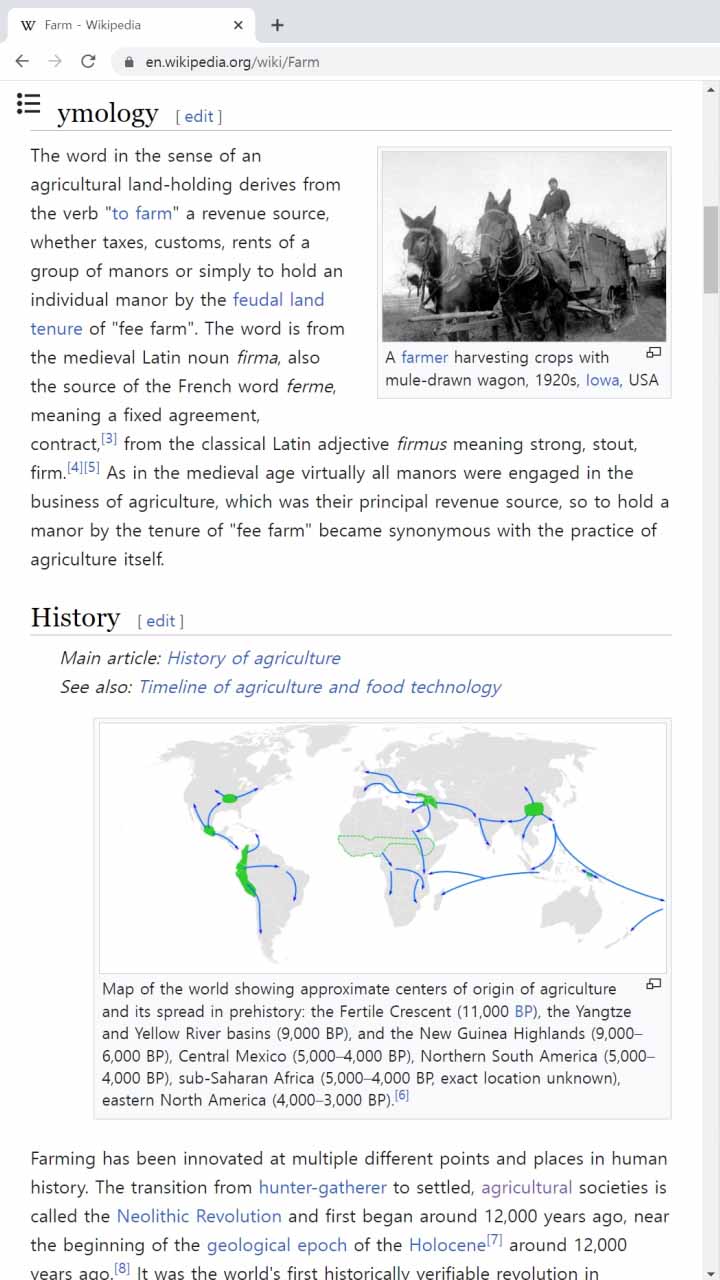 Farm - Wikipedia
en.wikipedia.org/wiki/Farm
ymology [ edit ]
The word in the sense of an
agricultural land-holding derives from
the verb "to farm" a revenue source,
whether taxes, customs, rents of a
group of manors or simply to hold an
individual manor by the feudal land
tenure of "fee farm". The word is from
the medieval Latin noun firma, also
the source of the French word ferme,
meaning a fixed agreement,
contract,[3] from the classical Latin adjective firmus meaning strong, stout,
firm.[4][5] As in the medieval age virtually all manors were engaged in the
business of agriculture, which was their principal revenue source, so to hold a
manor by the tenure of "fee farm" became synonymous with the practice of
agriculture itself.
A farmer harvesting crops with
mule-drawn wagon, 1920s, Iowa, USA
History [ edit ]
Main article: History of agriculture
See also: Timeline of agriculture and food technology
Map of the world showing approximate centers of origin of agriculture
and its spread in prehistory: the Fertile Crescent (11,000 BP), the Yangtze
and Yellow River basins (9,000 BP), and the New Guinea Highlands (9,000–
6,000 BP), Central Mexico (5,000–4,000 BP), Northern South America (5,000–
4,000 BP), sub-Saharan Africa (5,000–4,000 BP, exact location unknown),
eastern North America (4,000–3,000 BP).[6]
Farming has been innovated at multiple different points and places in human
history. The transition from hunter-gatherer to settled, agricultural societies is
called the Neolithic Revolution and first began around 12,000 years ago, near
the beginning of the geological epoch of the Holocene[7] around 12,000
years ago.[8] It was the world's first historically verifiable revolution in